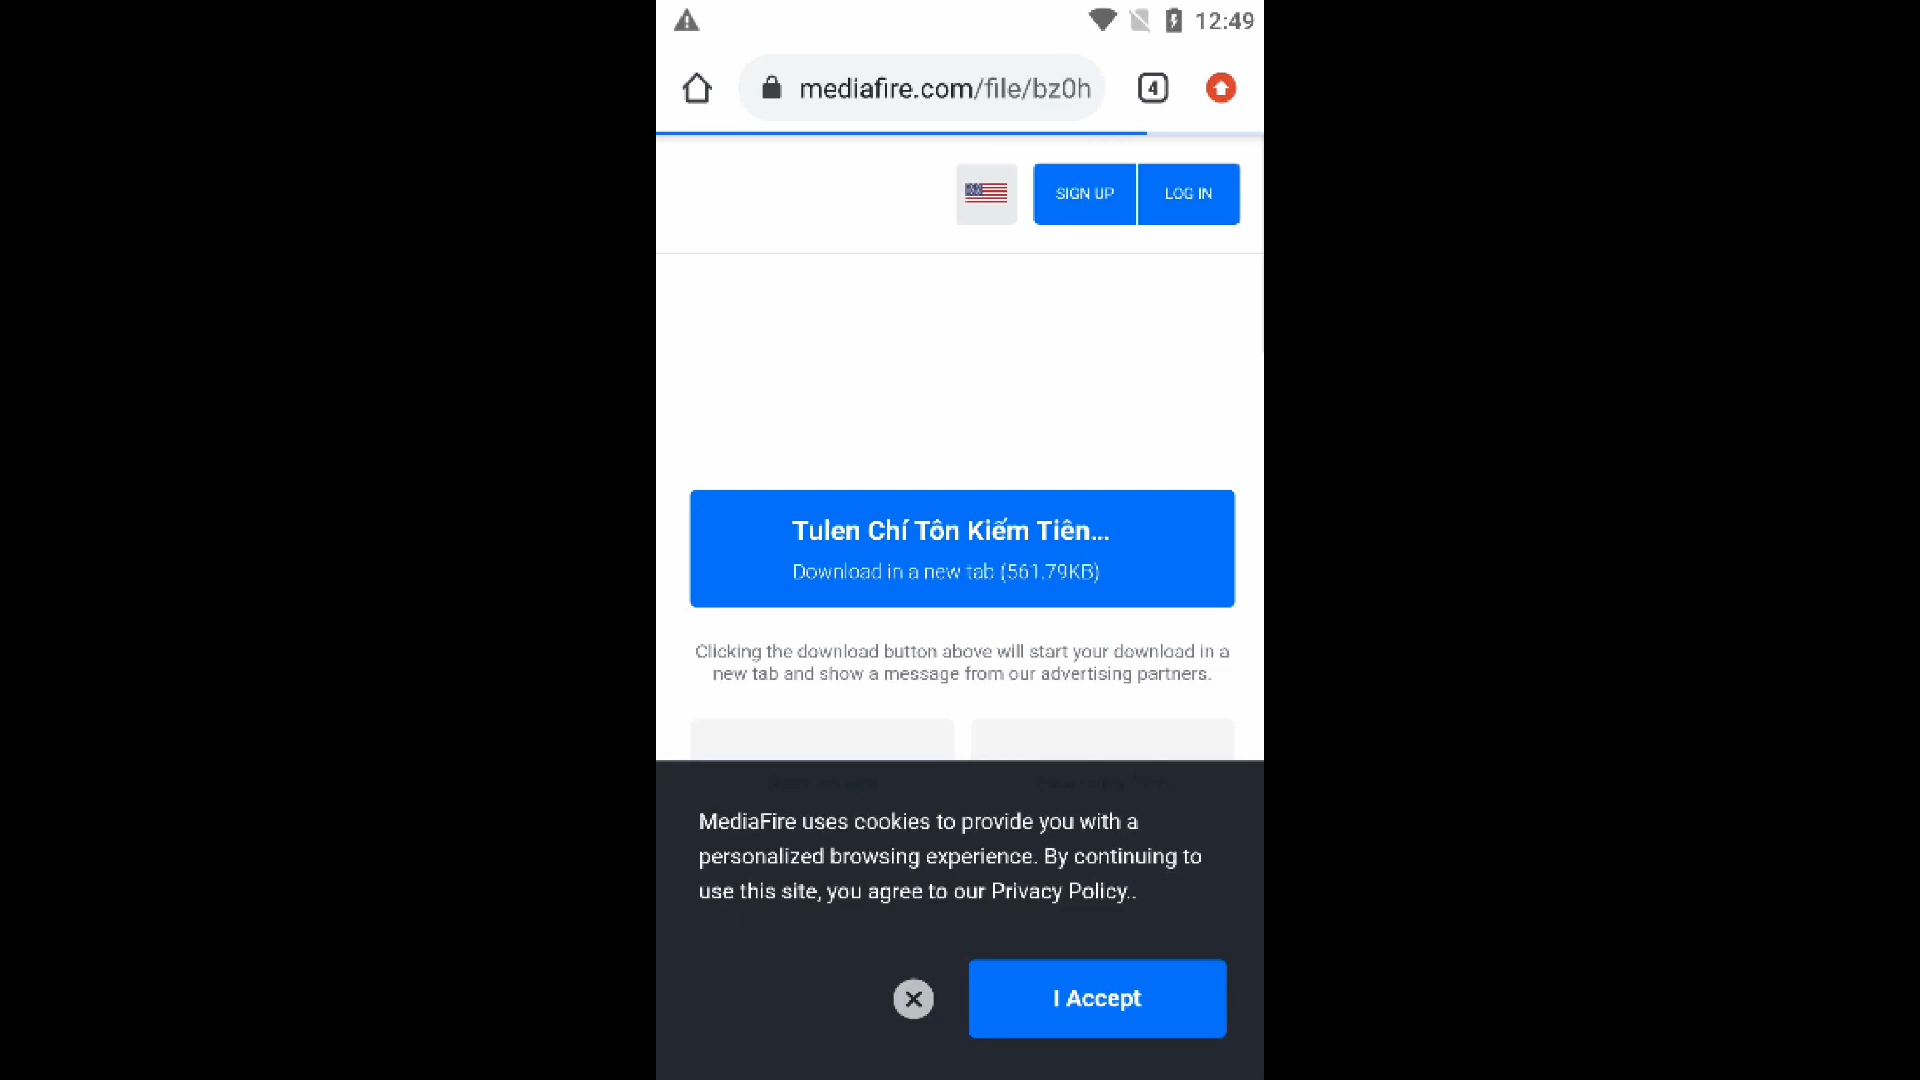 12:49
mediafire.com/file/bz0h
4
SIGN UP
LOG IN
Tulen Chí Tôn Kiếm Tiên...
Download in a new tab (561.79KB)
Clicking the download button above will start your download in a
new tab and show a message from our advertising partners.
MediaFire uses cookies to provide you with a
personalized browsing experience. By continuing to
use this site, you agree to our Privacy Policy..
I Accept